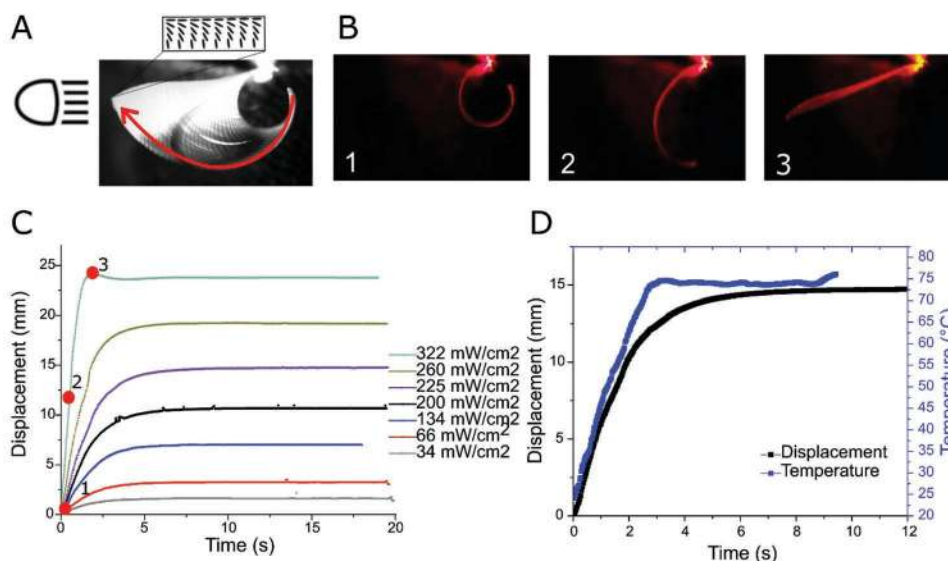 A
B
1
2
3
C
D
Displacement (mm)
25
20
15
10
5
0
3
2
1
322 mW/cm2
260 mW/cm2
225 mW/cm2
200 mW/cm2
134 mW/cm2
66 mW/cm2
34 mW/cm2
0 5 10 15 20
Time (s)
Displacement (mm)
15
10
5
0
Displacement
Temperature
0 2 4 6 8 10 12
Time (s)
80
75
70
65
60
55
50
45
40
35
30
25
20
Temperature (°C)